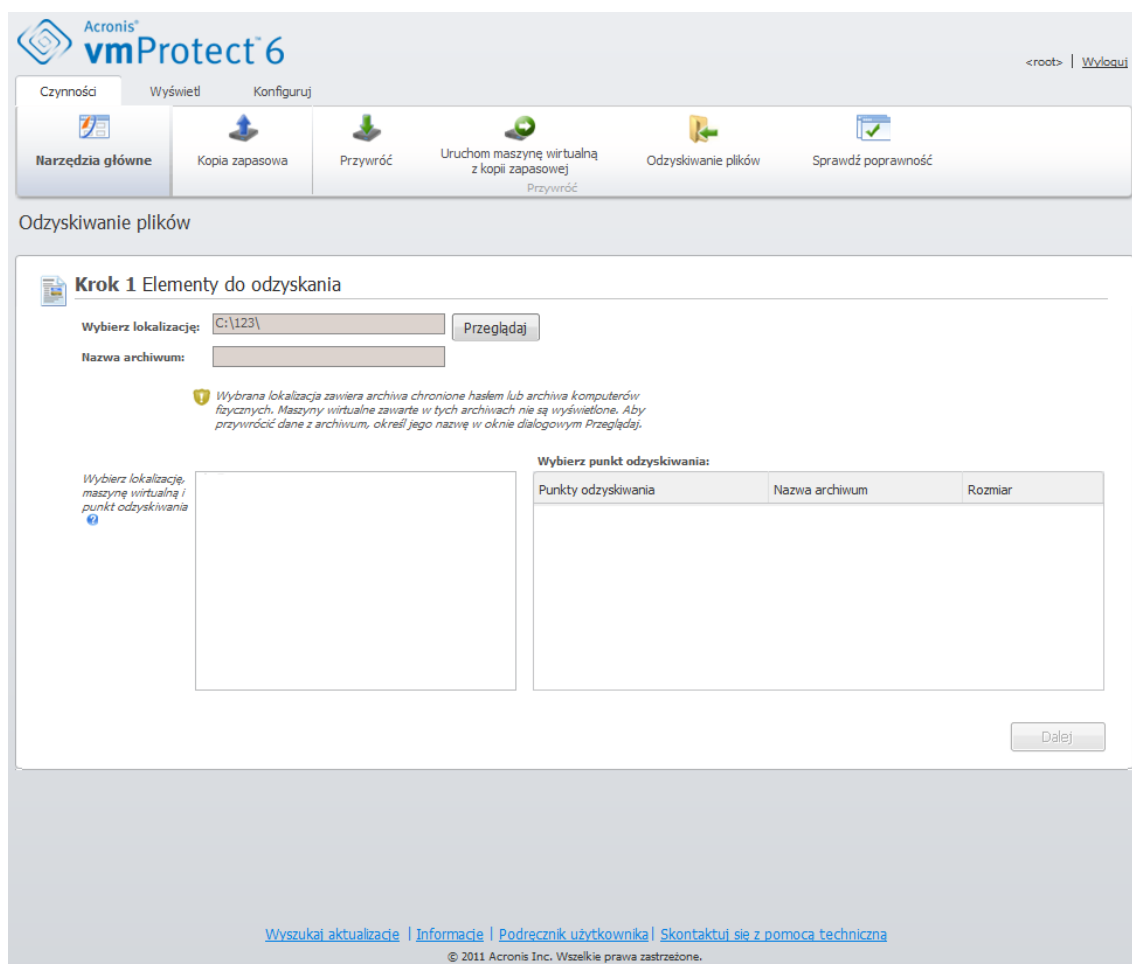 Acronis®
vmProtect™ 6
<root> | Wyloguj
Czynności Wyświetl Konfiguruj
Narzędzia główne
Kopia zapasowa
Przywróć
Uruchom maszynę wirtualną
z kopii zapasowej
Odzyskiwanie plików
Sprawdź poprawność
Przywróć
Odzyskiwanie plików
Krok 1 Elementy do odzyskania
Wybierz lokalizację: C:\123\ Przeglądaj
Nazwa archiwum:
Wybrana lokalizacja zawiera archiwa chronione hasłem lub archiwa komputerów
fizycznych. Maszyny wirtualne zawarte w tych archiwach nie są wyświetlone. Aby
przywrócić dane z archiwum, określ jego nazwę w oknie dialogowym Przeglądaj.
Wybierz lokalizację,
maszynę wirtualną i
punkt odzyskiwania
Wybierz punkt odzyskiwania:
Punkty odzyskiwania Nazwa archiwum Rozmiar
Dalej
Wyszukaj aktualizacje | Informacje | Podręcznik użytkownika | Skontaktuj się z pomocą techniczną
© 2011 Acronis Inc. Wszelkie prawa zastrzeżone.